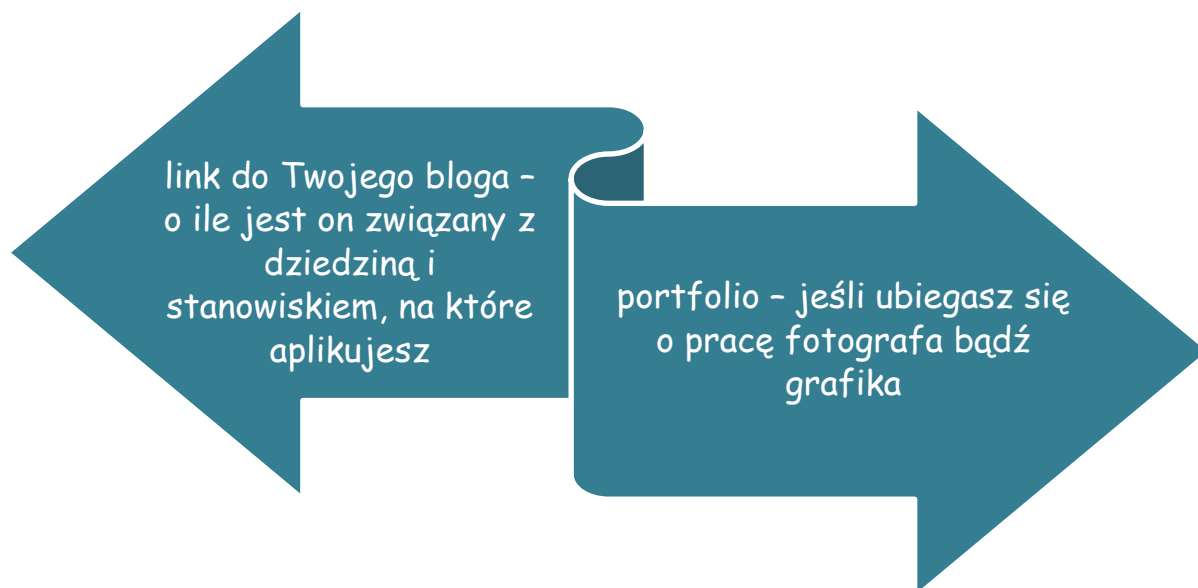 link do Twojego bloga –
o ile jest on związany z
dziedziną i
stanowiskiem, na które
aplikujesz
portfolio – jeśli ubiegasz się
o pracę fotografa bądź
grafika